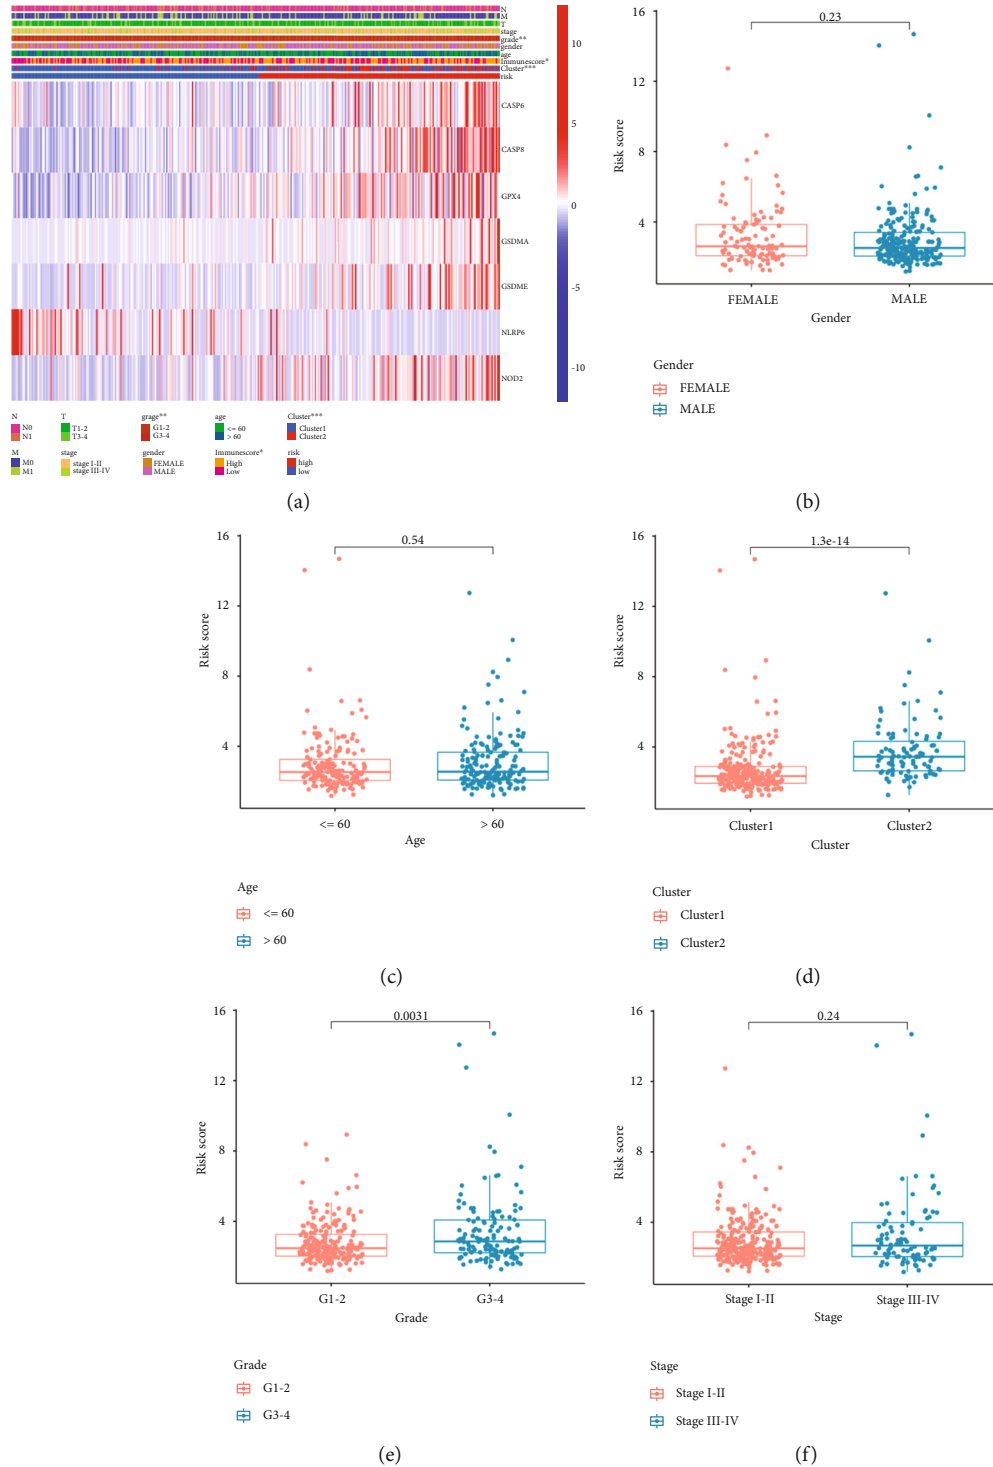 N
M
T
stage
grade**
gender
age
Immunescore*
Cluster***
risk
CASP6
CASP8
GPX4
GSDMA
GSDME
NLRP6
NOD2
10
5
0
-5
-10
N
N0
N1
T
T1-2
T3-4
grage**
G1-2
G3-4
age
<= 60
> 60
Cluster***
Cluster1
Cluster2
M
M0
M1
stage
stage I-II
stage III-IV
gender
FEMALE
MALE
Immunescore*
High
Low
risk
high
low
(a)
16
12
8
4
Risk score
0.23
FEMALE
MALE
Gender
Gender
FEMALE
MALE
(b)
16
12
8
4
Risk score
0.54
<= 60
> 60
Age
Age
<= 60
> 60
(c)
16
12
8
4
Risk score
1.3e-14
Cluster1
Cluster2
Cluster
Cluster
Cluster1
Cluster2
(d)
16
12
8
4
Risk score
0.0031
G1-2
G3-4
Grade
Grade
G1-2
G3-4
(e)
16
12
8
4
Risk score
0.24
Stage I-II
Stage III-IV
Stage
Stage
Stage I-II
Stage III-IV
(f)